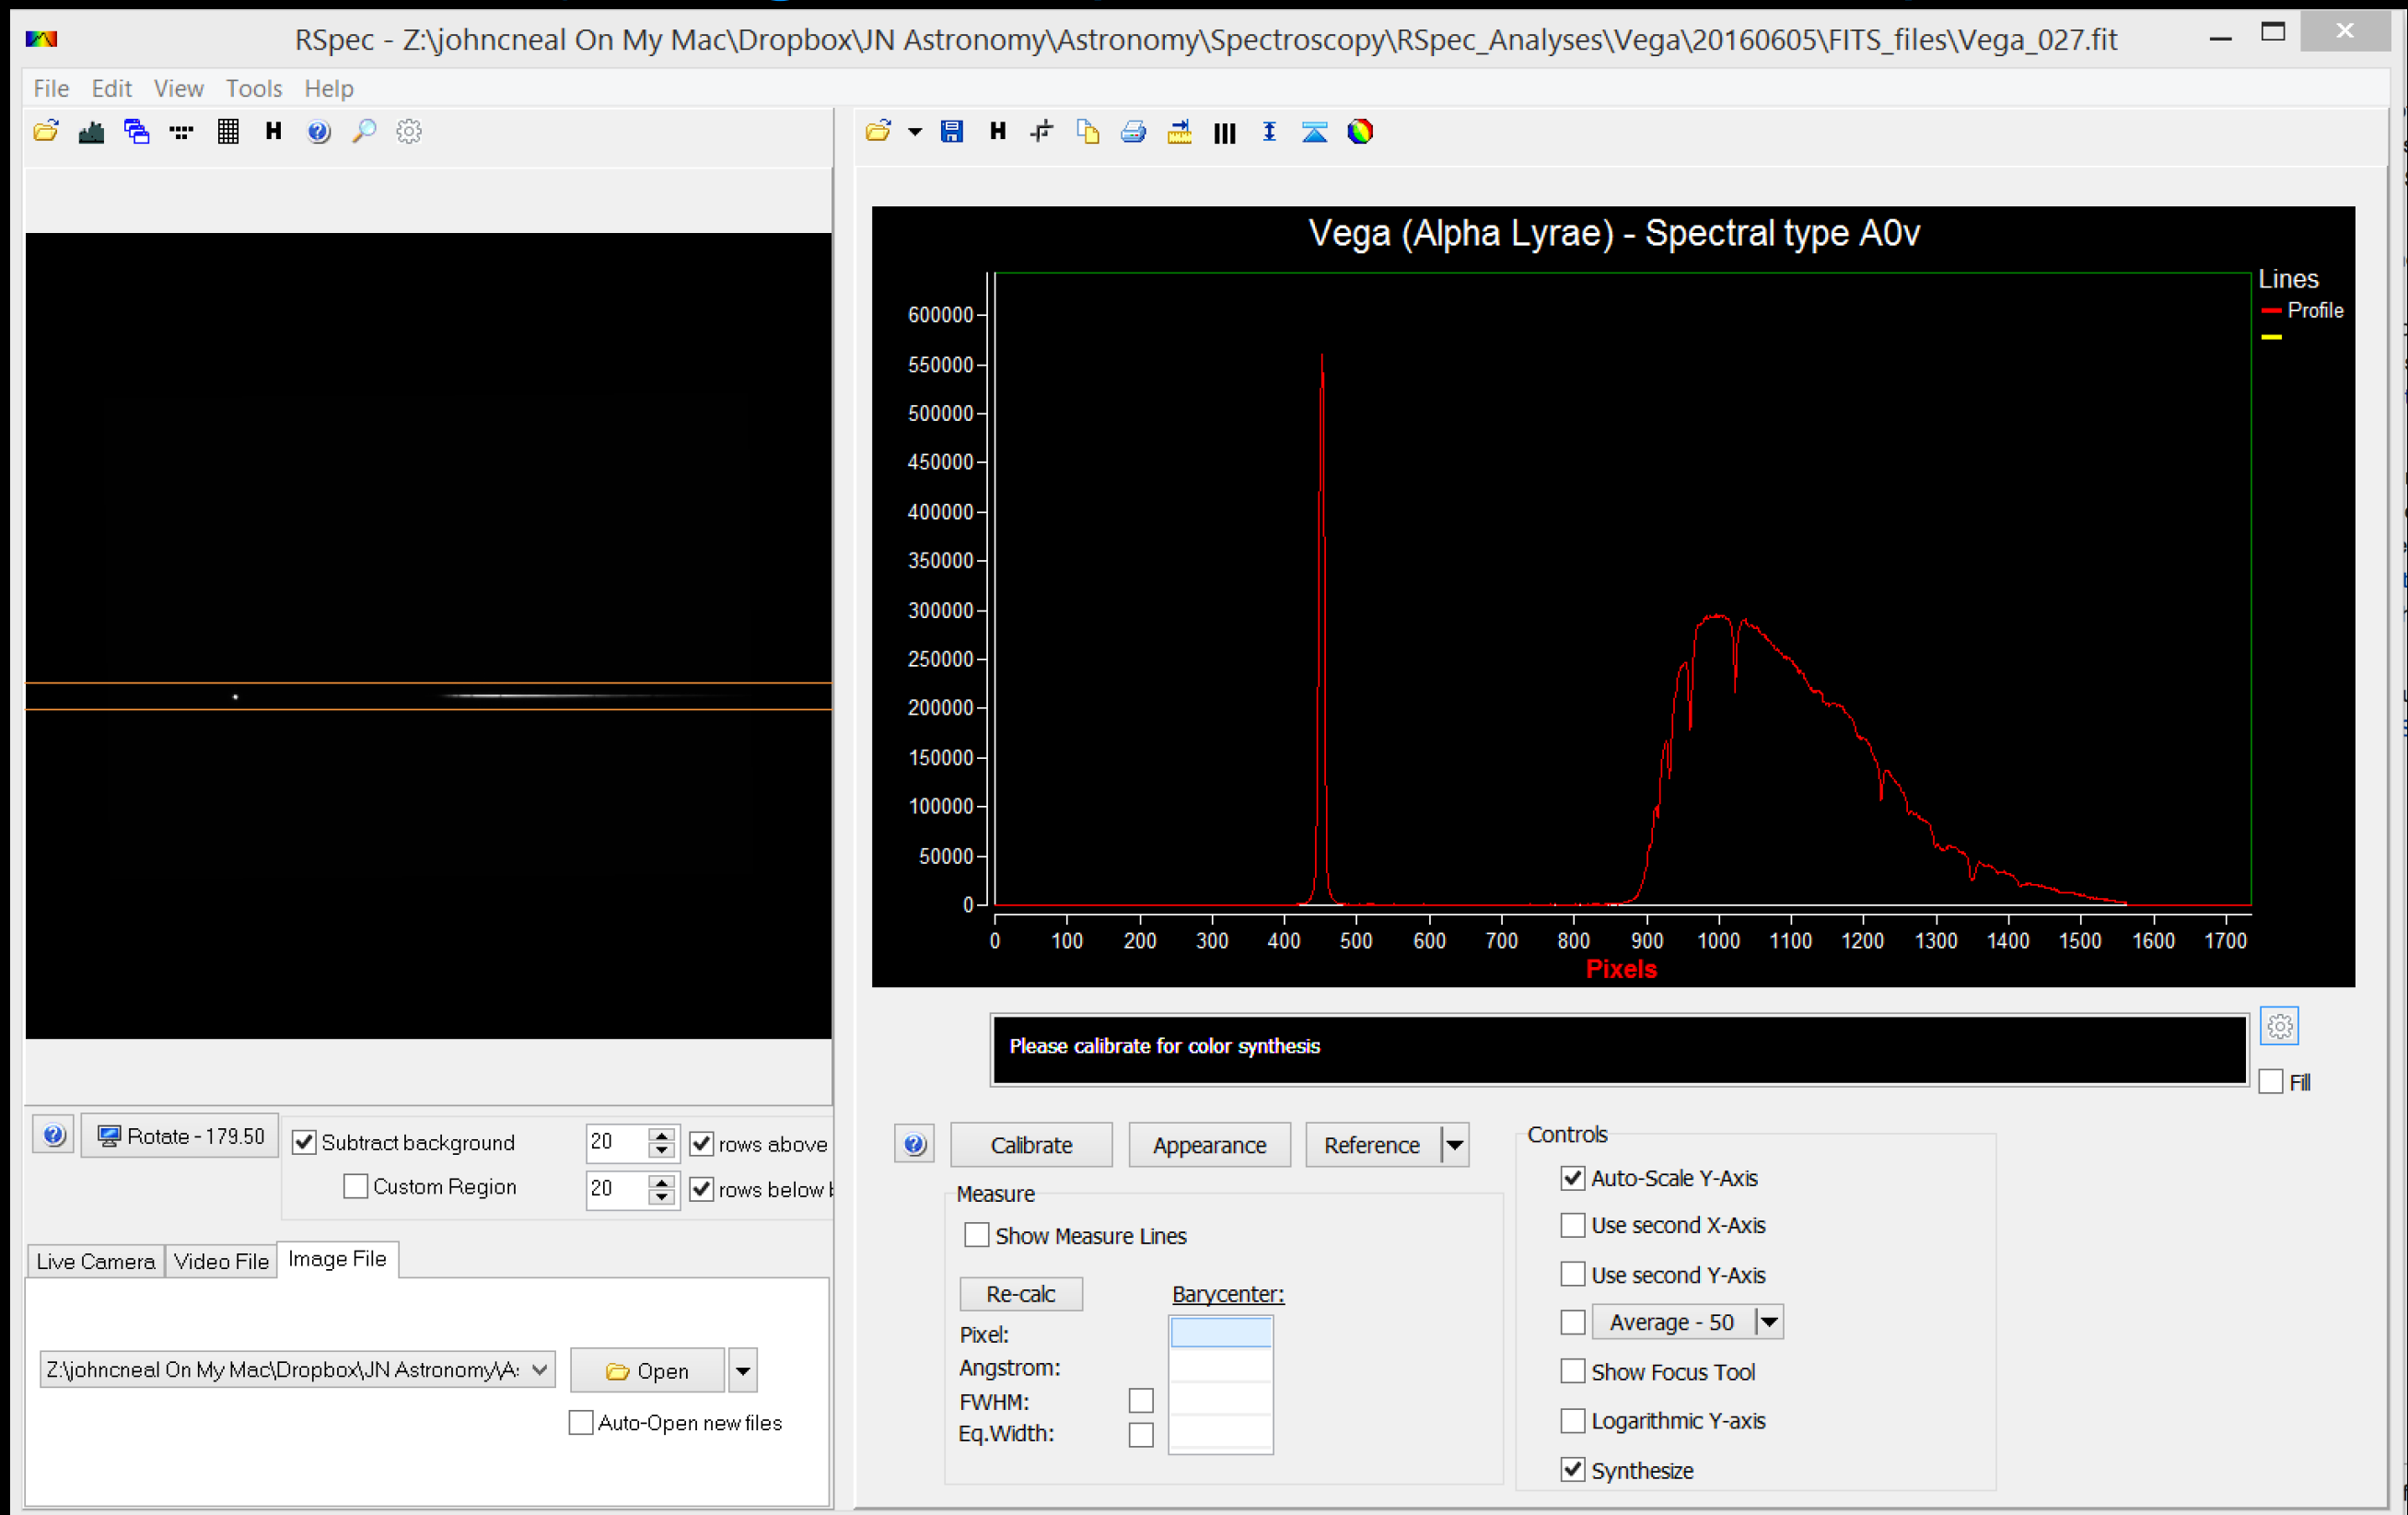 RSpec - Z:\johncneal On My Mac\Dropbox\JN Astronomy\Astronomy\Spectroscopy\RSpec_Analyses\Vega\20160605\FITS_files\Vega_027.fit
File Edit View Tools Help
H
H
Vega (Alpha Lyrae) - Spectral type A0v
Lines
Profile
600000
550000
500000
450000
400000
350000
300000
250000
200000
150000
100000
50000
0
0 100 200 300 400 500 600 700 800 900 1000 1100 1200 1300 1400 1500 1600 1700
Pixels
Please calibrate for color synthesis
Fill
Rotate - 179.50
Subtract background
20
rows above
Custom Region
20
rows below
Live Camera
Video File
Image File
Z:\johncneal On My Mac\Dropbox\JN Astronomy\A
Open
Auto-Open new files
Calibrate
Appearance
Reference
Measure
Show Measure Lines
Re-calc
Barycenter:
Pixel:
Angstrom:
FWHM:
Eq.Width:
Controls
Auto-Scale Y-Axis
Use second X-Axis
Use second Y-Axis
Average - 50
Show Focus Tool
Logarithmic Y-axis
Synthesize